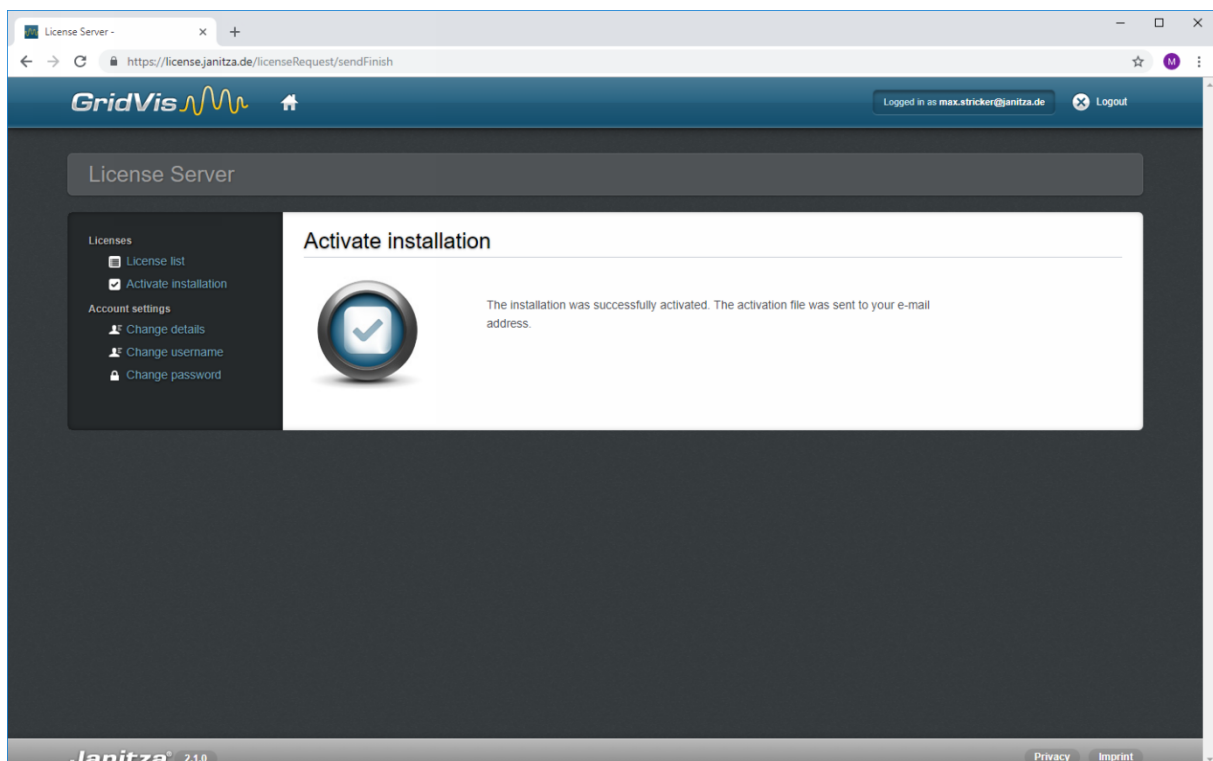 License Server -
https://license.janitza.de/licenseRequest/sendFinish
M
GridVis
Logged in as max.stricker@janitza.de
Logout
License Server
Licenses
License list
Activate installation
Account settings
Change details
Change username
Change password
Activate installation
The installation was successfully activated. The activation file was sent to your e-mail
address.
Janitza® 2.1.0
Privacy Imprint